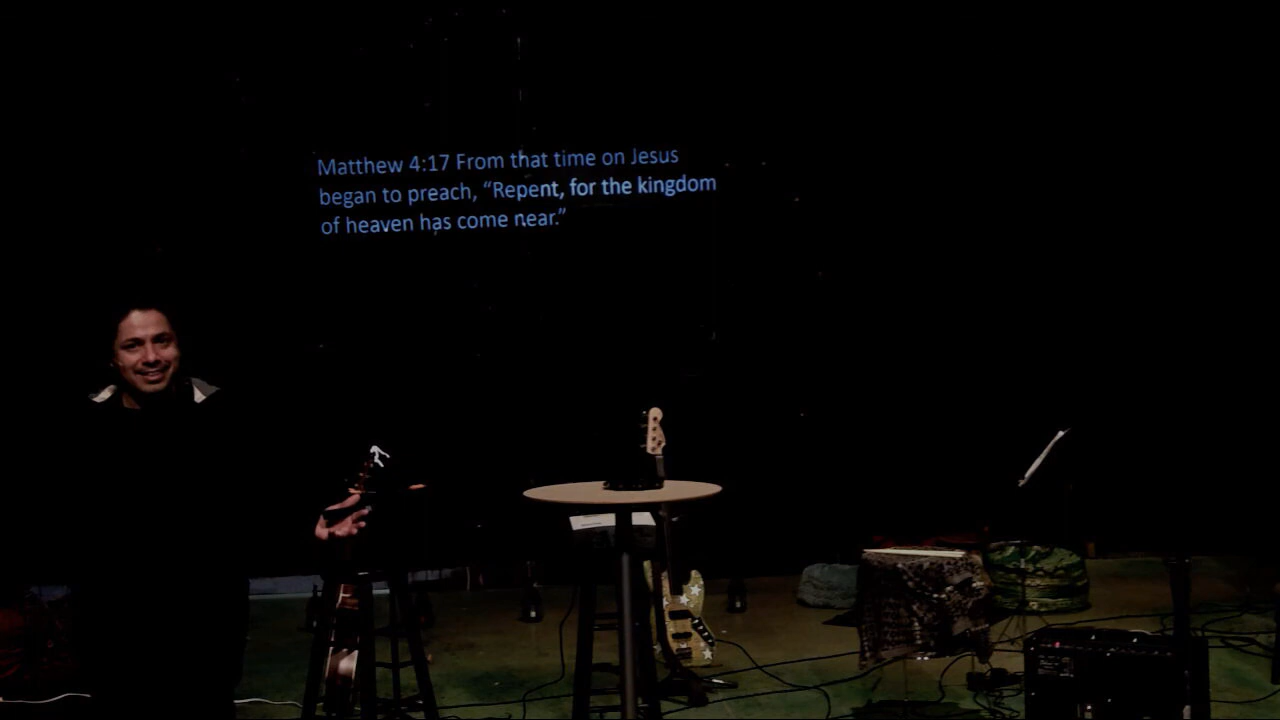 Matthew 4:17 From that time on Jesus
began to preach, “Repent, for the kingdom
of heaven has come near.”